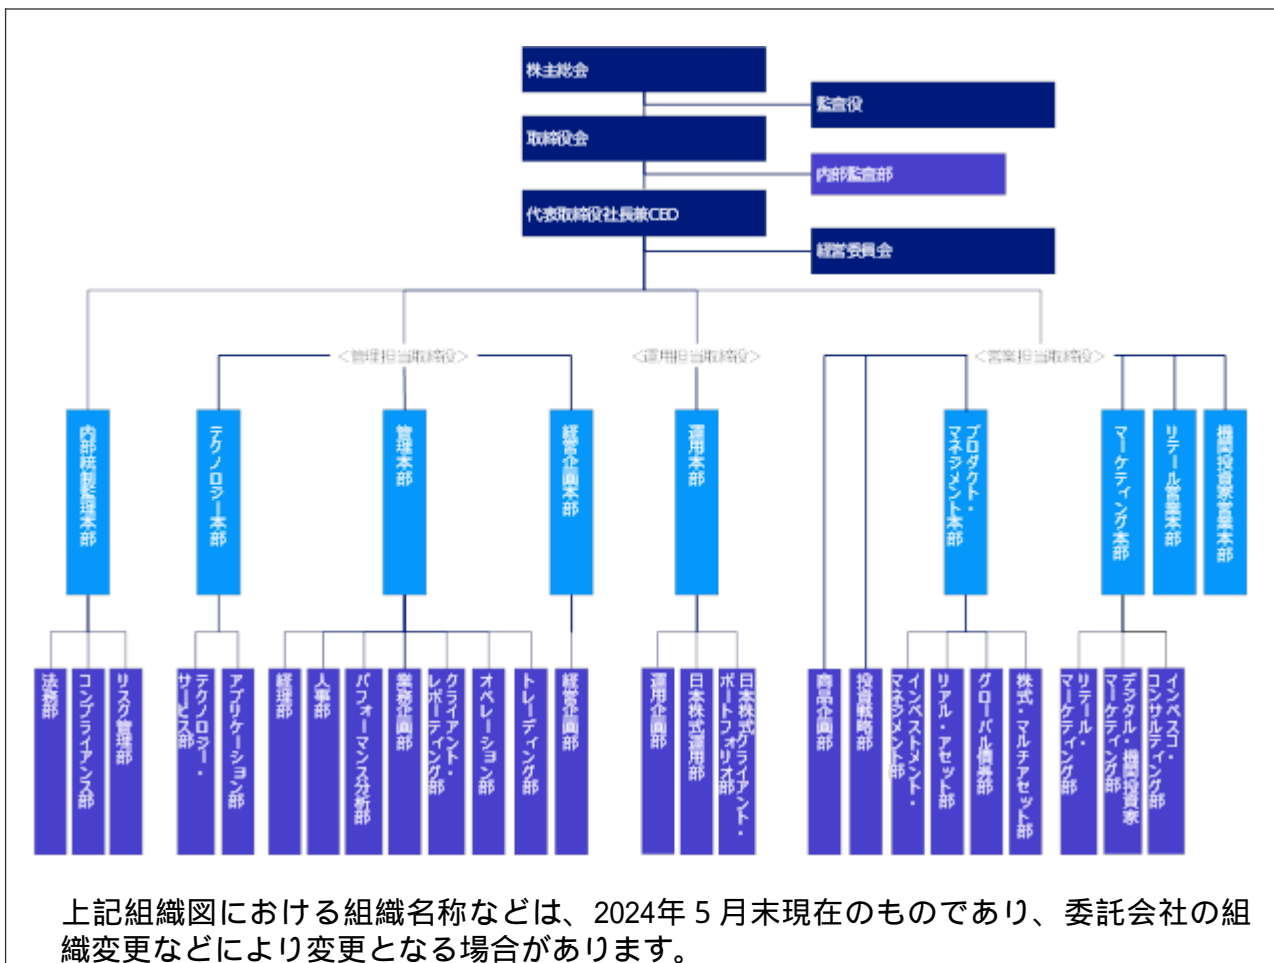 株主総会
監査役
取締役会
内部監査部
代表取締役社長兼CEO
経営委員会
＜管理担当取締役＞
＜運用担当取締役＞
＜営業担当取締役＞
内部統制監理本部
テクノロジー本部
管理本部
経営企画本部
運用本部
プロダクト・
マネジメント本部
マーケティング本部
リテール営業本部
機関投資家営業本部
法務部
コンプライアンス部
リスク管理部
テクノロジー・
サービス部
アプリケーション部
経理部
人事部
パフォーマンス分析部
業務企画部
クライアント・
レポーティング部
オペレーション部
トレーディング部
経営企画部
運用企画部
日本株式運用部
日本株式クライアント・
ポートフォリオ部
商品企画部
投資戦略部
インベストメント・
マネジメント部
リアル・アセット部
グローバル債券部
株式・マルチアセット部
リテール・
マーケティング部
デジタル・機関投資家
マーケティング部
インベスコ・
コンサルティング部
上記組織図における組織名称などは、2024年５月末現在のものであり、委託会社の組
織変更などにより変更となる場合があります。